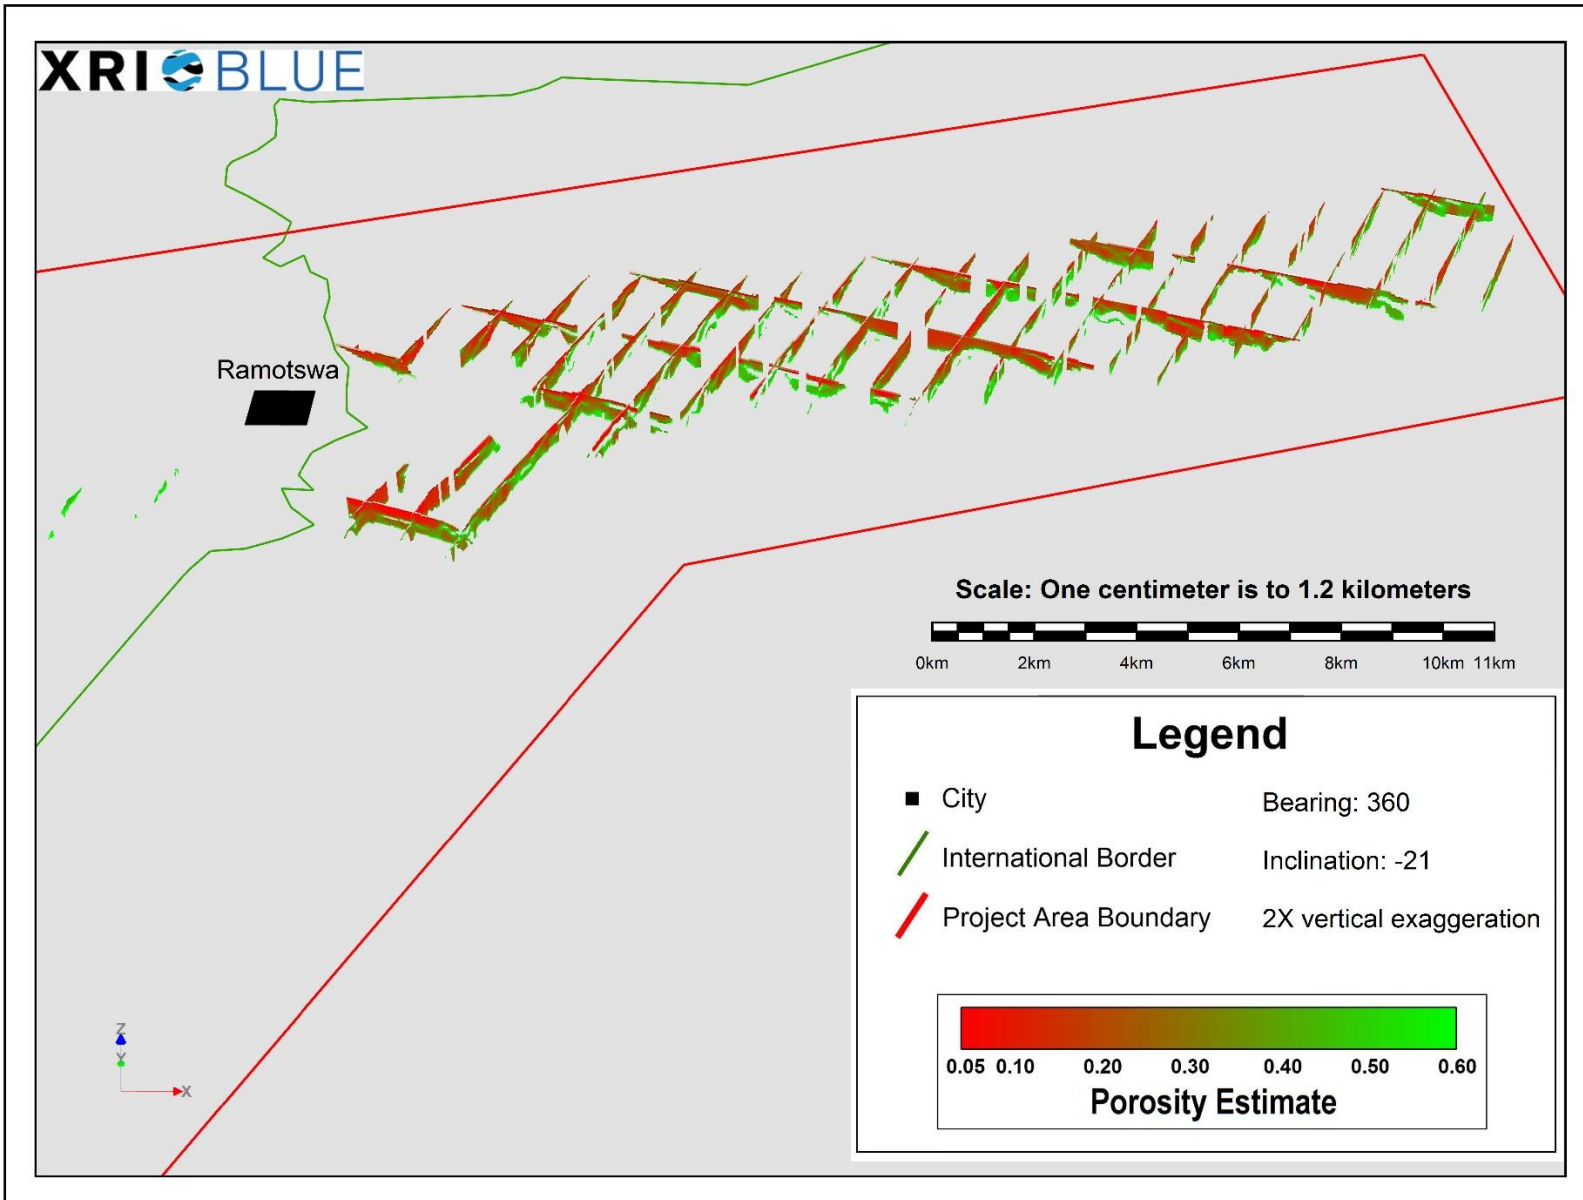 XRI BLUE
Ramotswa
Scale: One centimeter is to 1.2 kilometers
0km 2km 4km 6km 8km 10km 11km
Legend
City
Bearing: 360
International Border
Inclination: -21
Project Area Boundary
2X vertical exaggeration
0.05 0.10 0.20 0.30 0.40 0.50 0.60
Porosity Estimate
Z
Y
X